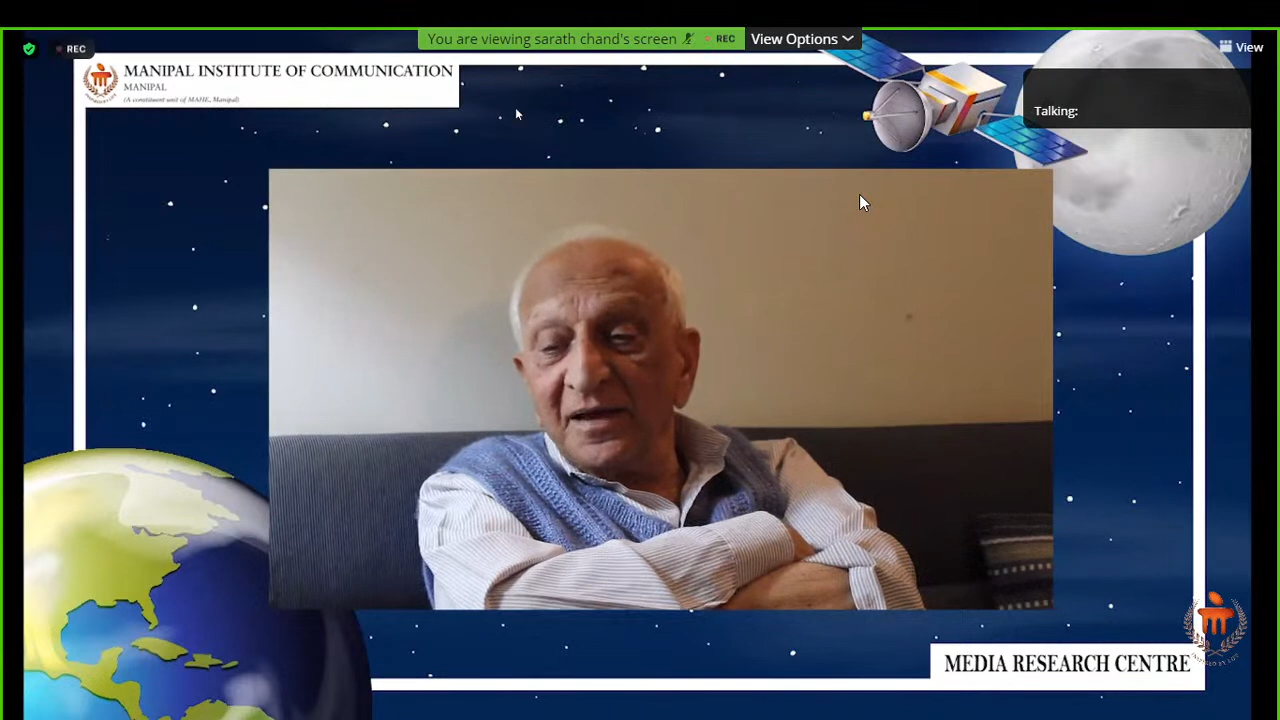 REC
You are viewing sarath chand's screen
REC
View Options
View
MANIPAL INSTITUTE OF COMMUNICATION
MANIPAL
(A constituent unit of MAHE, Manipal)
Talking:
MEDIA RESEARCH CENTRE